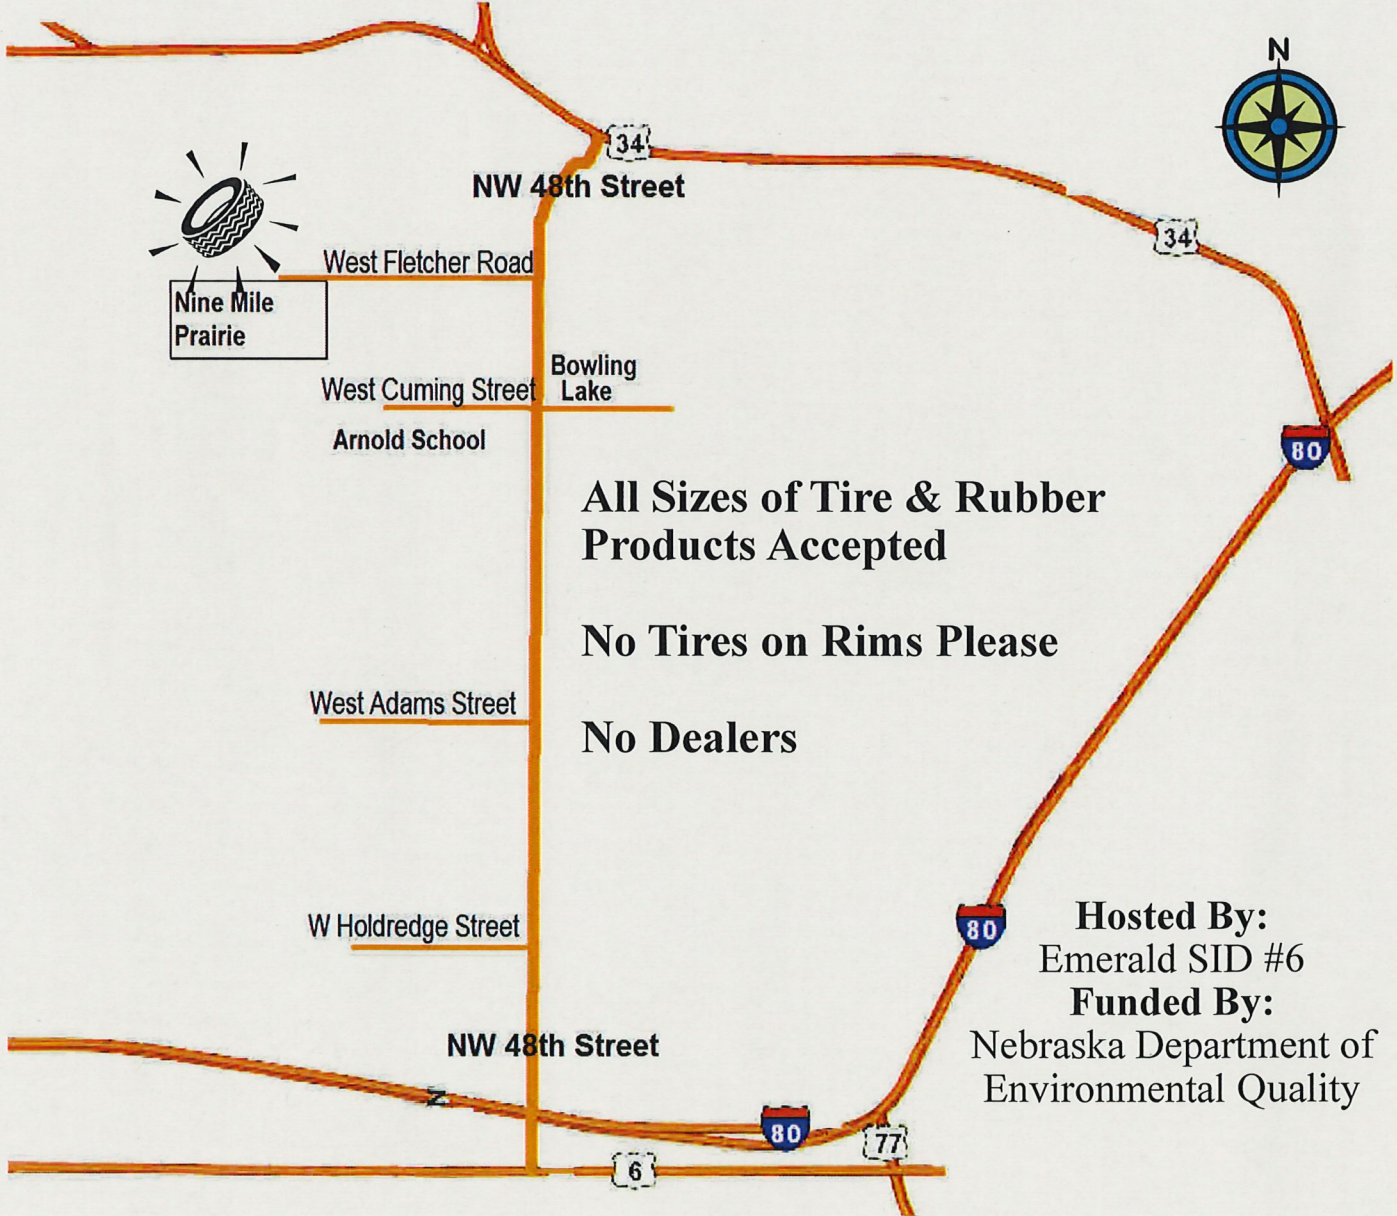 N
34
NW 48th Street
34
West Fletcher Road
Nine Mile
Prairie
Bowling
Lake
West Cuming Street
Arnold School
80
All Sizes of Tire & Rubber
Products Accepted
No Tires on Rims Please
West Adams Street
No Dealers
W Holdredge Street
80
Hosted By:
Emerald SID #6
Funded By:
Nebraska Department of
Environmental Quality
NW 48th Street
N
80
77
6